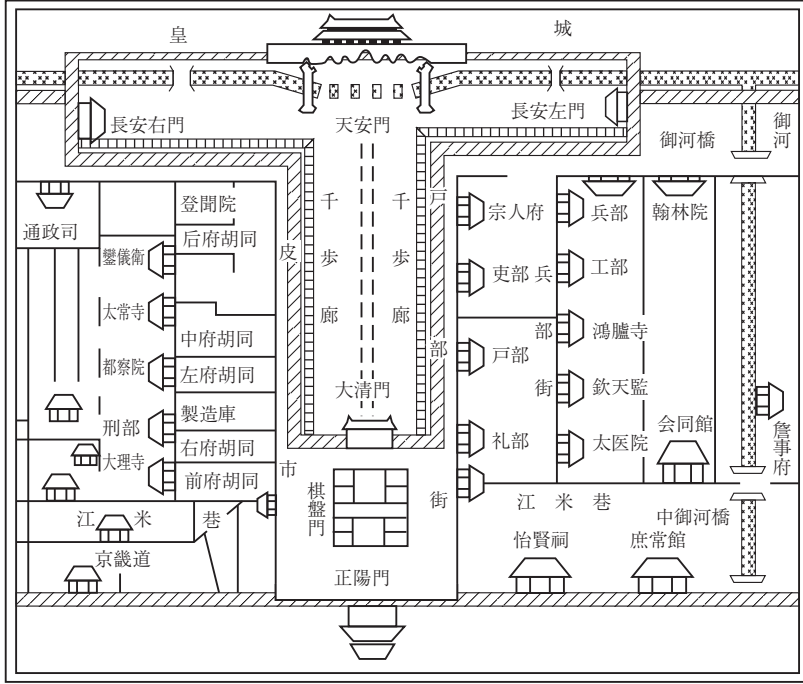 皇城
天安門
長安右門
長安左門
御河橋
御河
千歩廊
千歩廊
大清門
皮市
戸部街
棋盤門
正陽門
通政司
鑾儀衛
太常寺
都察院
刑部
大理寺
登聞院
后府胡同
中府胡同
左府胡同
製造庫
右府胡同
前府胡同
江米巷
京畿道
宗人府
吏部
戸部
礼部
兵部街
兵部
工部
鴻臚寺
欽天監
太医院
翰林院
会同館
詹事府
江米巷
中御河橋
怡賢祠
庶常館